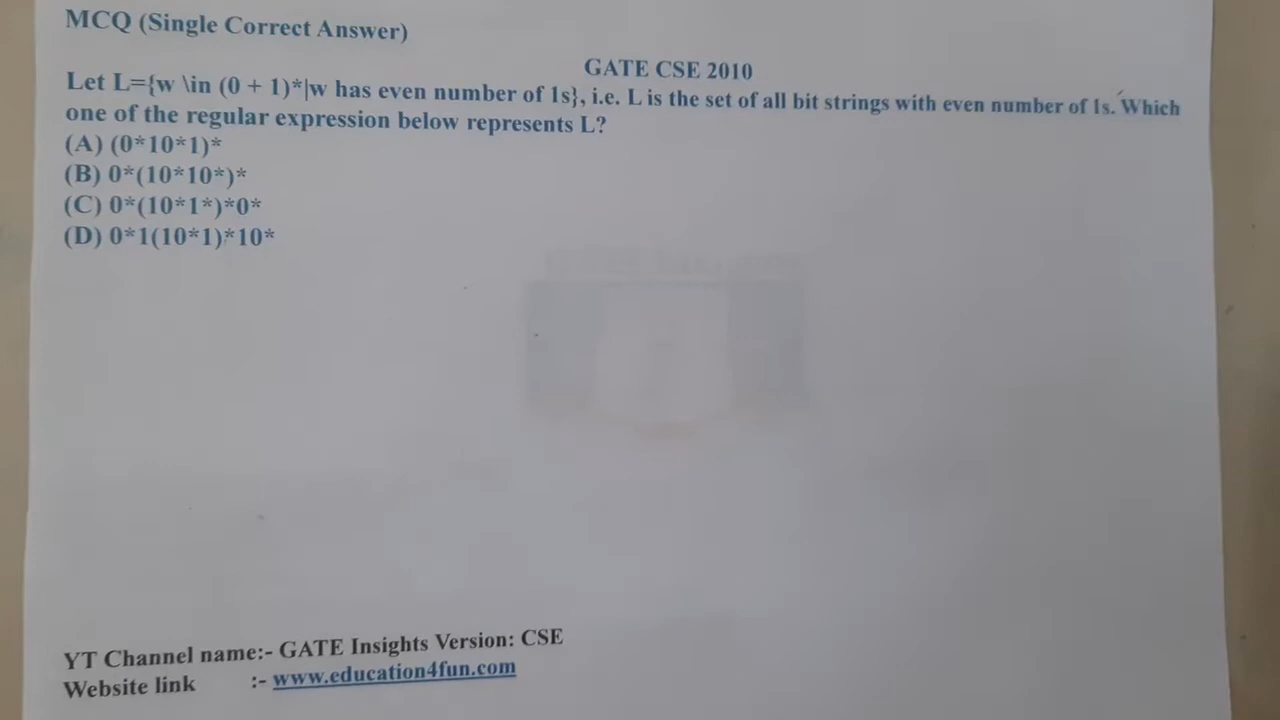 MCQ (Single Correct Answer)
GATE CSE 2010
Let L={w \in (0 + 1)*|w has even number of 1s}, i.e. L is the set of all bit strings with even number of 1s. Which
one of the regular expression below represents L?
(A) (0*10*1)*
(B) 0*(10*10*)*
(C) 0*(10*1*)*0*
(D) 0*1(10*1)*10*
YT Channel name:- GATE Insights Version: CSE
Website link :- www.education4fun.com